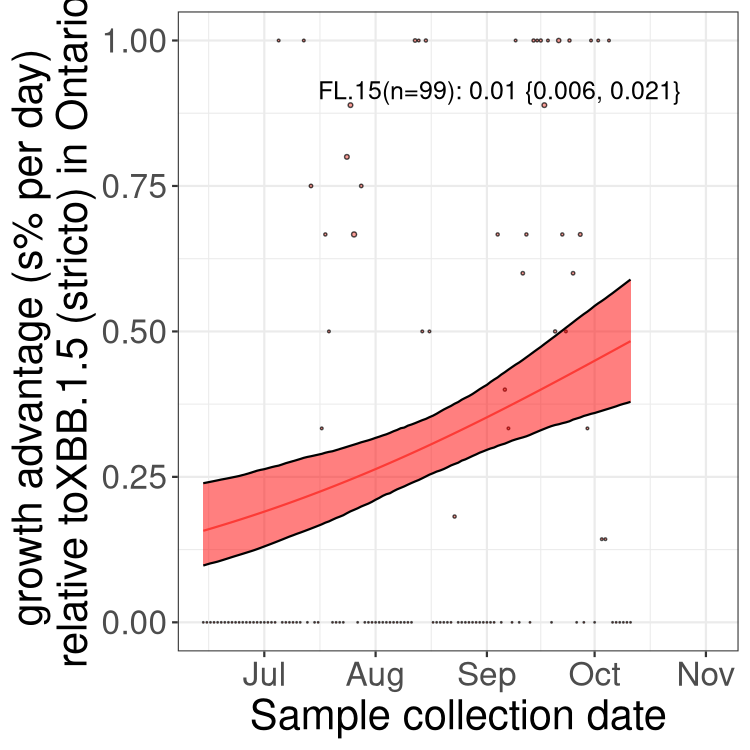 growth advantage (s% per day)
relative toXBB.1.5 (stricto) in Ontario
1.00
0.75
0.50
0.25
0.00
FL.15(n=99): 0.01 {0.006, 0.021}
Jul Aug Sep Oct Nov
Sample collection date